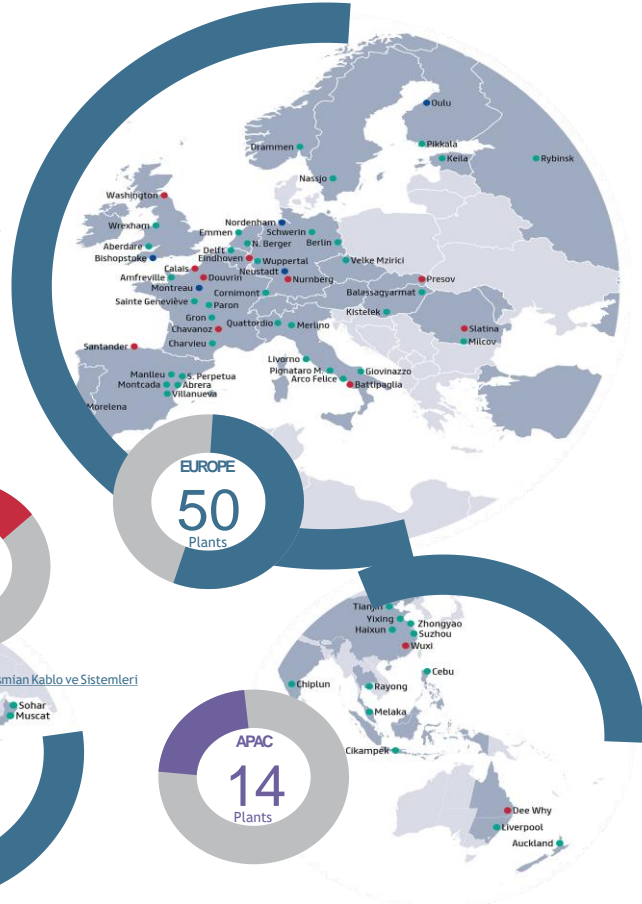 Oulu
Pikkala
Drammen
Keila
Rybinsk
Nassjo
Washington
Nordenham
Wrexham
Emmen
Schwerin
N. Berger
Berlin
Aberdare
Delft
Bishopstoke
Eindhoven
Wuppertal
Velke Mzirici
Calais
Neustadt
Amfreville
Douvrin
Nurnberg
Presov
Montreau
Cornimont
Balassagyarmat
Sainte Geneviève
Paron
Kistelek
Gron
Quattordio
Merlino
Chavanoz
Slatina
Charvieu
Milcov
Santander
Livorno
Manlleu
S. Perpetua
Pignataro M.
Giovinazzo
Montcada
Abrera
Arco Felice
Battipaglia
Villanueva
Morelena
EUROPE
50
Plants
Tianjin
Yixing
Zhongyao
Haixun
Suzhou
Wuxi
Cebu
smian Kablo ve Sistemleri
Chiplun
Rayong
Sohar
Muscat
Melaka
APAC
Cikampek
14
Plants
Dee Why
Liverpool
Auckland